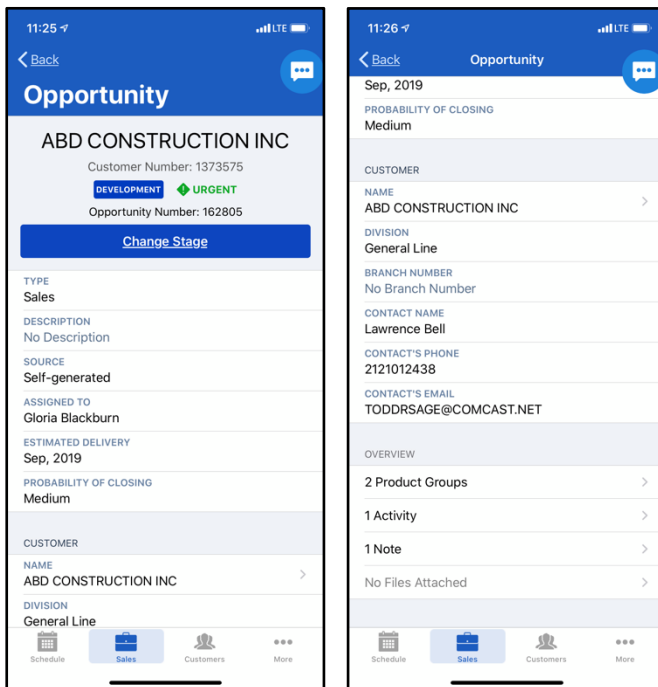 11:25
LTE
Back
Opportunity
ABD CONSTRUCTION INC
Customer Number: 1373575
DEVELOPMENT URGENT
Opportunity Number: 162805
Change Stage
TYPE
Sales
DESCRIPTION
No Description
SOURCE
Self-generated
ASSIGNED TO
Gloria Blackburn
ESTIMATED DELIVERY
Sep, 2019
PROBABILITY OF CLOSING
Medium
CUSTOMER
NAME
ABD CONSTRUCTION INC
DIVISION
General Line
Schedule Sales Customers More
11:26
LTE
Back Opportunity
Sep, 2019
PROBABILITY OF CLOSING
Medium
CUSTOMER
NAME
ABD CONSTRUCTION INC
DIVISION
General Line
BRANCH NUMBER
No Branch Number
CONTACT NAME
Lawrence Bell
CONTACT'S PHONE
2121012438
CONTACT'S EMAIL
TODDRSAGE@COMCAST.NET
OVERVIEW
2 Product Groups
1 Activity
1 Note
No Files Attached
Schedule Sales Customers More